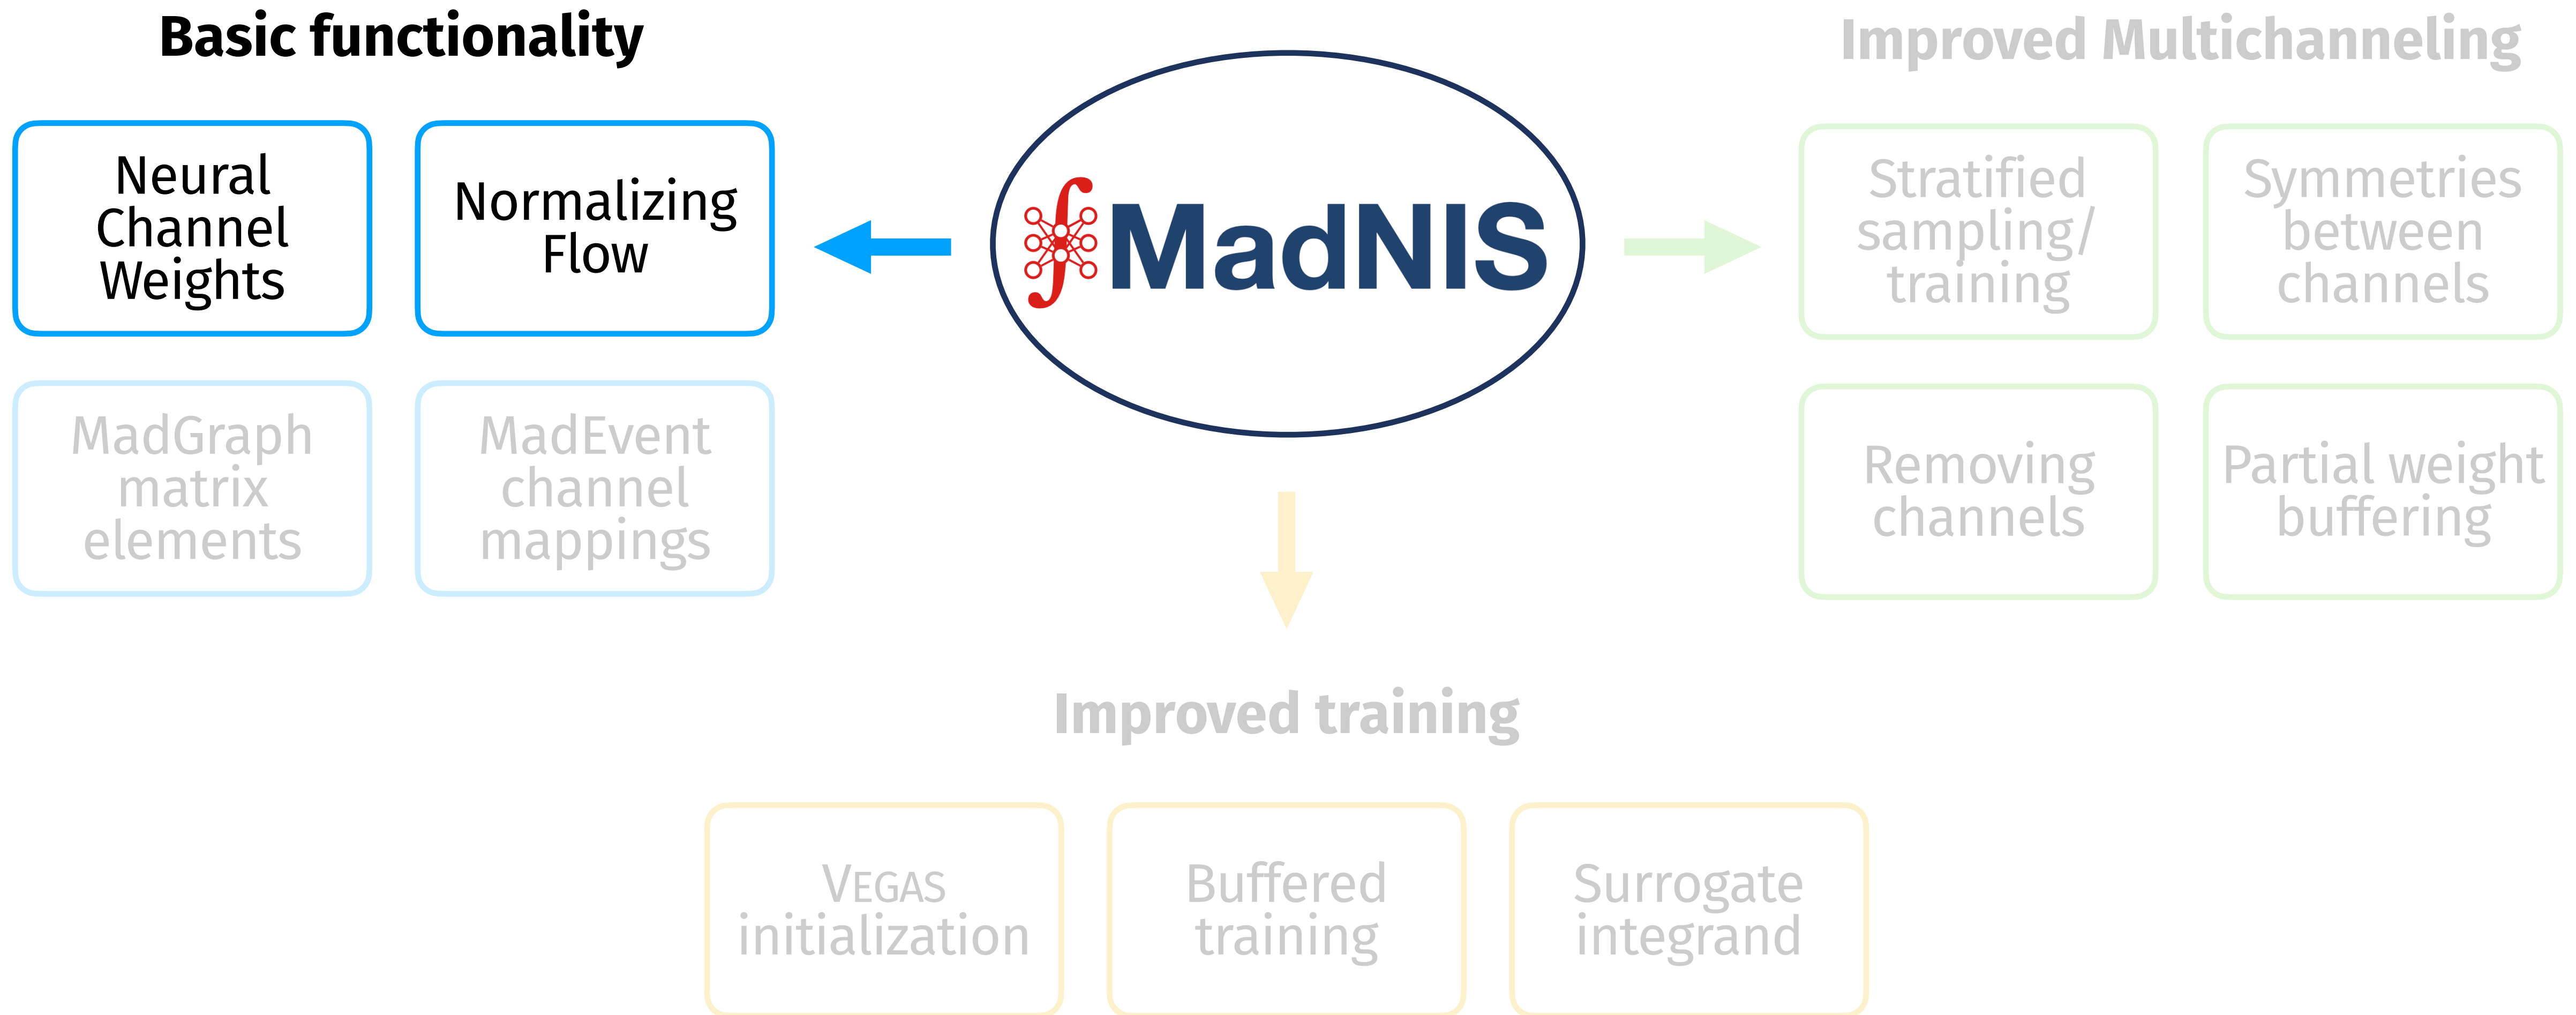 Basic functionality
Neural
Channel
Weights
Normalizing
Flow
MadGraph
matrix
elements
MadEvent
channel
mappings
MadNIS
Improved Multichanneling
Stratified
sampling/
training
Symmetries
between
channels
Removing
channels
Partial weight
buffering
Improved training
VEGAS
initialization
Buffered
training
Surrogate
integrand